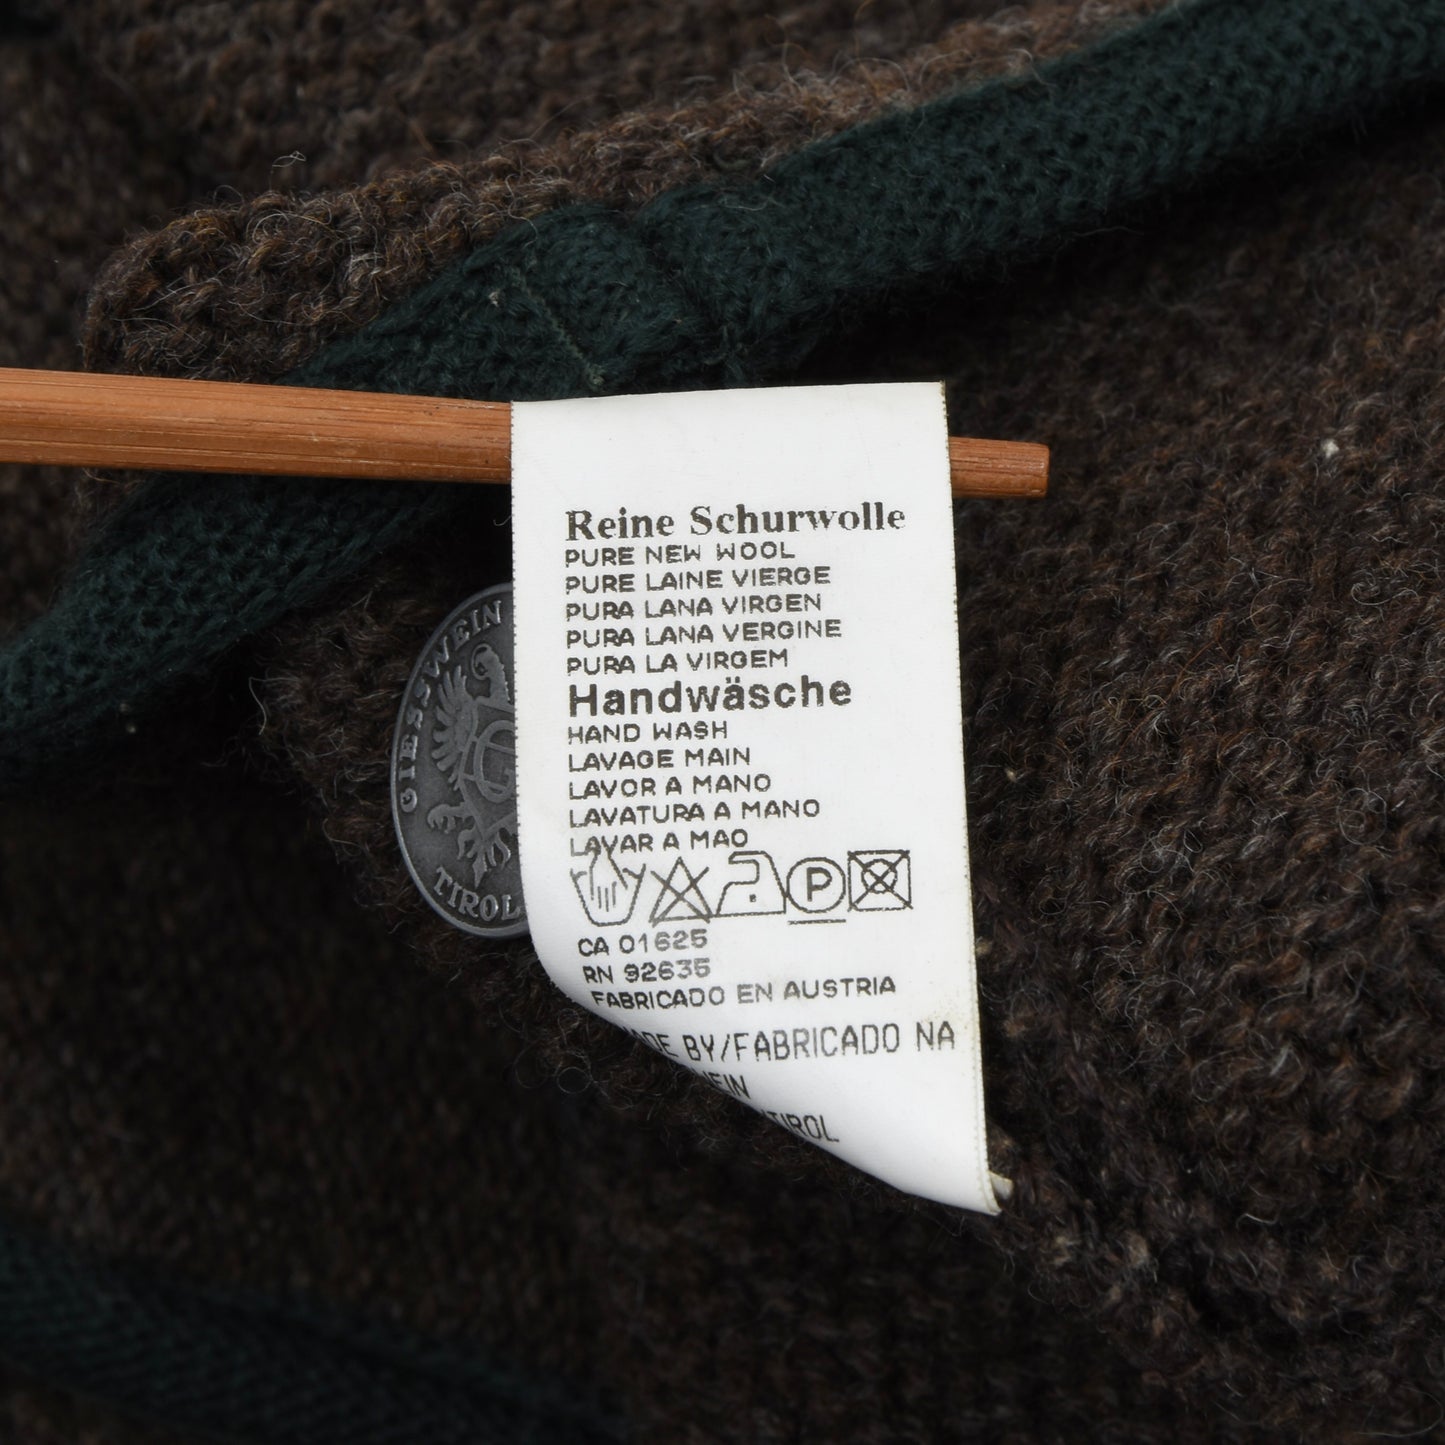 Reine Schurwolle
PURE NEW WOOL
PURE LAINE VIERGE
PURA LANA VIRGEN
PURA LANA VERGINE
PURA LA VIRGEM
Handwäsche
HAND WASH
LAVAGE MAIN
LAVOR A MANO
LAVATURA A MANO
LAVAR A MAO
P
CA 01625
RN 92635
FABRICADO EN AUSTRIA
BY/FABRICADO NA
GIESSWEIN
TIROL